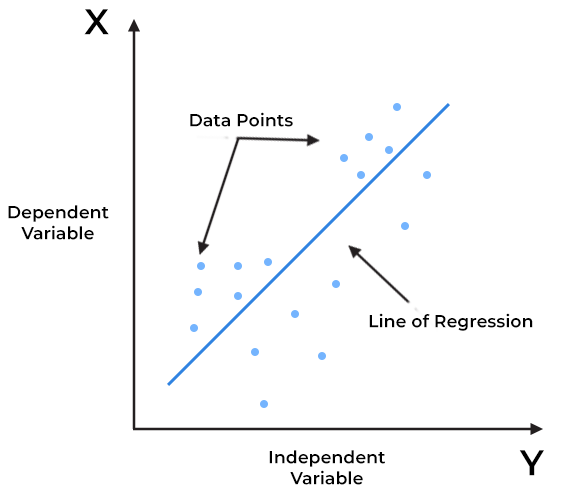 X
Data Points
Dependent
Variable
Line of Regression
Independent
Variable
Y